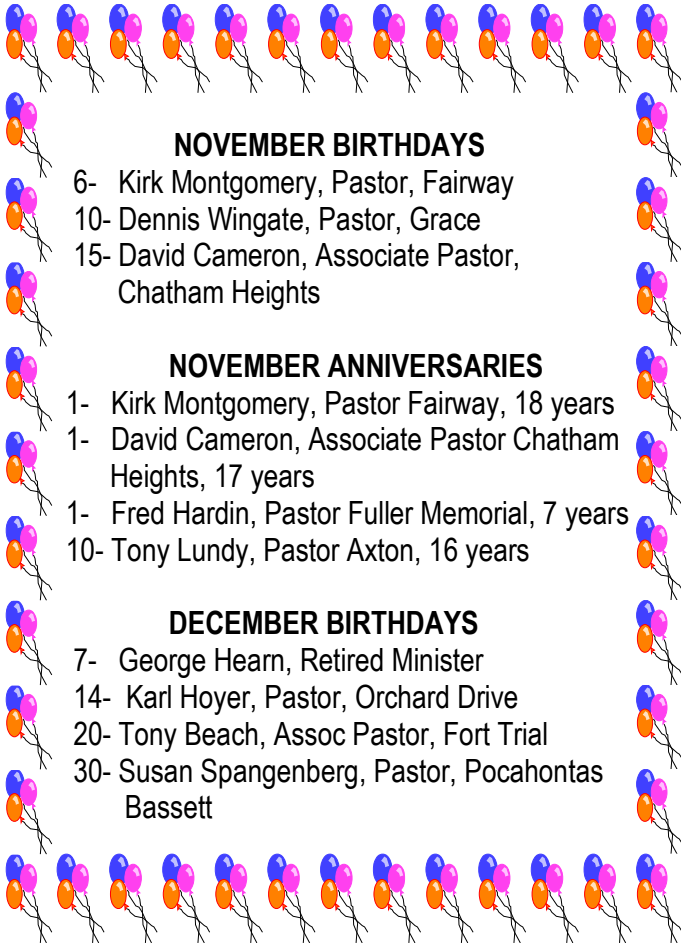 NOVEMBER BIRTHDAYS
6- Kirk Montgomery, Pastor, Fairway
10- Dennis Wingate, Pastor, Grace
15- David Cameron, Associate Pastor,
Chatham Heights
NOVEMBER ANNIVERSARIES
1- Kirk Montgomery, Pastor Fairway, 18 years
1- David Cameron, Associate Pastor Chatham
Heights, 17 years
1- Fred Hardin, Pastor Fuller Memorial, 7 years
10- Tony Lundy, Pastor Axton, 16 years
DECEMBER BIRTHDAYS
7- George Hearn, Retired Minister
14- Karl Hoyer, Pastor, Orchard Drive
20- Tony Beach, Assoc Pastor, Fort Trial
30- Susan Spangenberg, Pastor, Pocahontas
Bassett